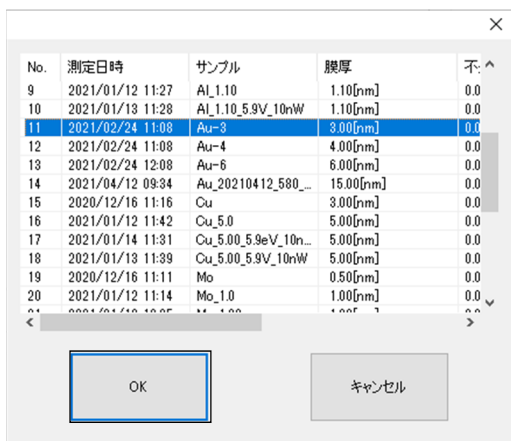 No. 測定日時 サンプル 膜厚
9 2021/01/12 11:27 Al_1.10 1.10[nm] 0.0
10 2021/01/13 11:28 Al_1.10_5.9V_10nW 1.10[nm] 0.0
11 2021/02/24 11:08 Au-3 3.00[nm] 0.0
12 2021/02/24 11:08 Au-4 4.00[nm] 0.0
13 2021/02/24 12:08 Au-6 6.00[nm] 0.0
14 2021/04/12 09:34 Au_20210412_580_... 15.00[nm] 0.0
15 2020/12/16 11:16 Cu 3.00[nm] 0.0
16 2021/01/12 11:42 Cu_5.0 5.00[nm] 0.0
17 2021/01/14 11:31 Cu_5.00_5.9eV_10n... 5.00[nm] 0.0
18 2021/01/13 11:39 Cu_5.00_5.9V_10nW 5.00[nm] 0.0
19 2020/12/16 11:11 Mo 0.50[nm] 0.0
20 2021/01/12 11:14 Mo_1.0 1.00[nm] 0.0
OK キャンセル